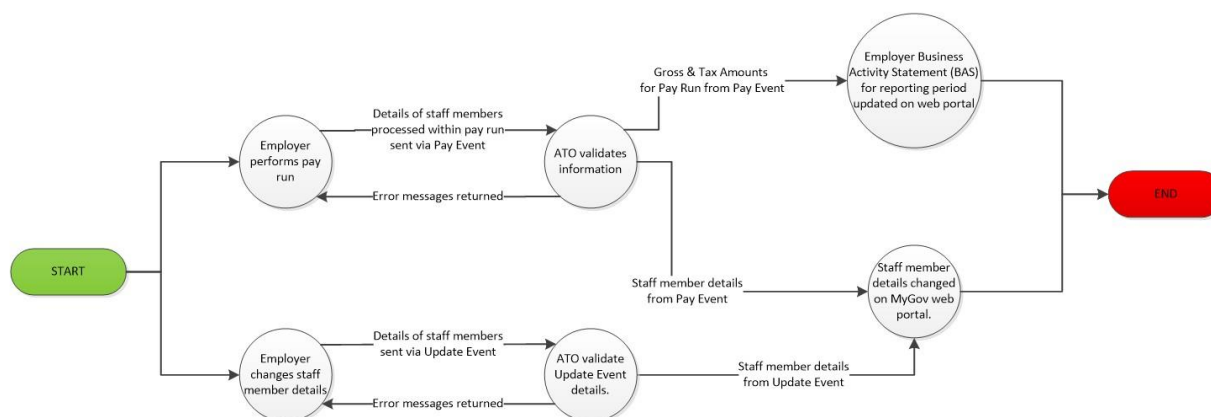 Employer Business
Activity Statement (BAS)
for reporting period
updated on web portal
Gross & Tax Amounts
for Pay Run from Pay Event
Details of staff members
processed within pay run
sent via Pay Event
Employer
performs pay
run
ATO validates
information
Error messages returned
END
START
Staff member details
from Pay Event
Staff member
details changed
on MyGov web
portal.
Details of staff members
sent via Update Event
Employer
changes staff
member details
ATO validate
Update Event
details.
Staff member details
from Update Event
Error messages returned